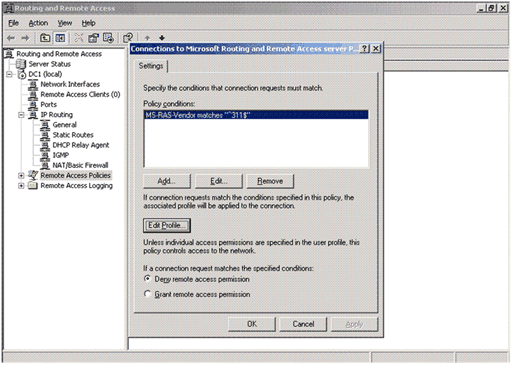 Routing and Remote Access
File Action View Help
Routing and Remote Access
Server Status
DC1 (local)
Network Interfaces
Remote Access Clients (0)
Ports
IP Routing
General
Static Routes
DHCP Relay Agent
IGMP
NAT/Basic Firewall
Remote Access Policies
Remote Access Logging
Connections to Microsoft Routing and Remote Access server P...
Settings
Specify the conditions that connection requests must match.
Policy conditions:
MS-RAS-Vendor matches "^311$"
Add... Edit... Remove
If connection requests match the conditions specified in this policy, the
associated profile will be applied to the connection.
Edit Profile...
Unless individual access permissions are specified in the user profile, this
policy controls access to the network.
If a connection request matches the specified conditions:
Deny remote access permission
Grant remote access permission
OK Cancel Apply